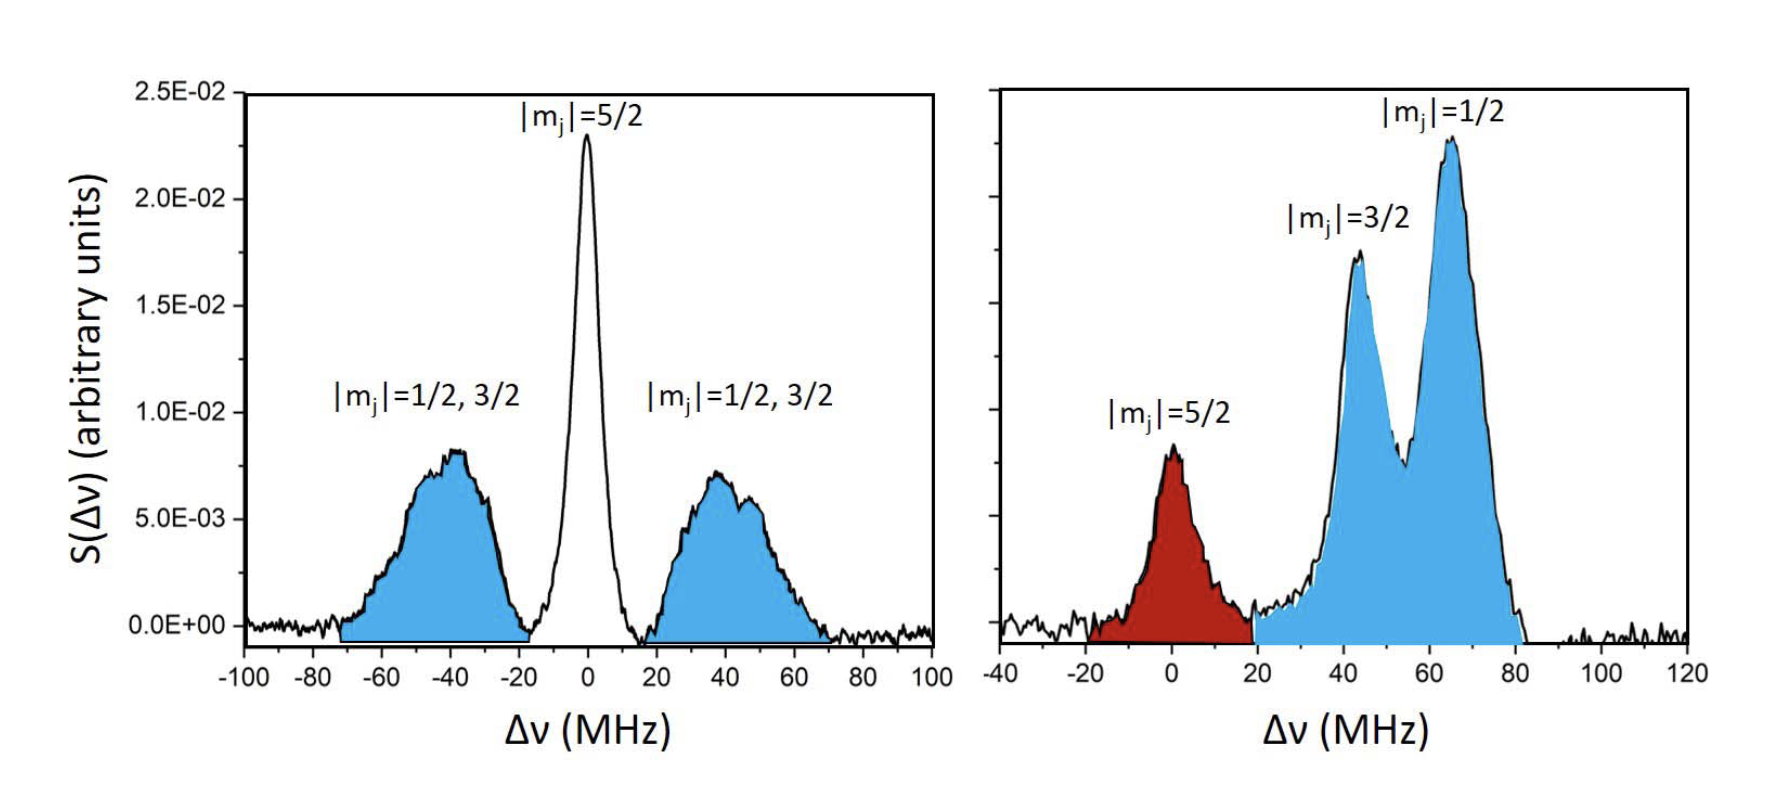 S(Δν) (arbitrary units)
2.5E-02
2.0E-02
1.5E-02
1.0E-02
5.0E-03
0.0E+00
|mj|=5/2
|mj|=1/2, 3/2
|mj|=1/2, 3/2
-100 -80 -60 -40 -20 0 20 40 60 80 100
Δν (MHz)
|mj|=1/2
|mj|=3/2
|mj|=5/2
-40 -20 0 20 40 60 80 100 120
Δν (MHz)